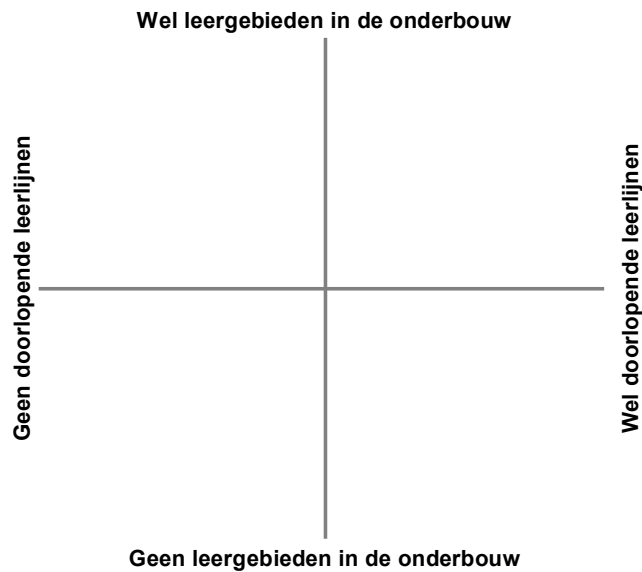 Wel leergebieden in de onderbouw
Geen doorlopende leerlijnen
Wel doorlopende leerlijnen
Geen leergebieden in de onderbouw